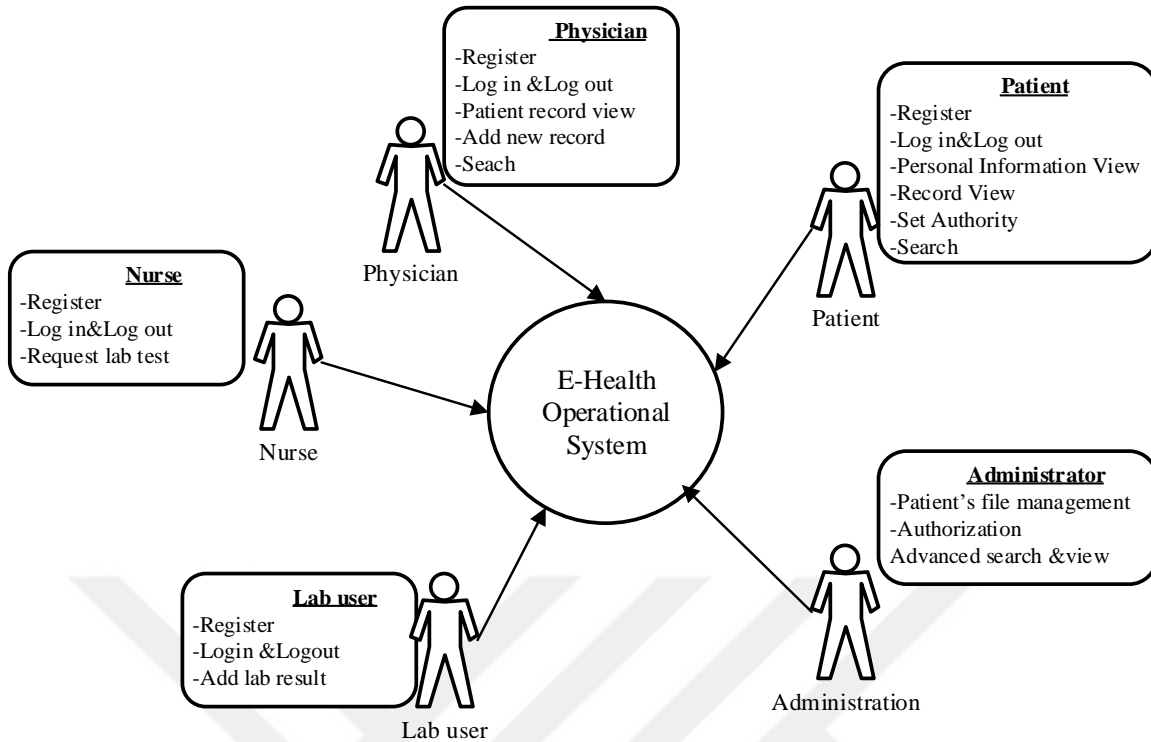 Physician
-Register
-Log in &Log out
-Patient record view
-Add new record
-Seach
Physician
Patient
-Register
-Log in&Log out
-Personal Information View
-Record View
-Set Authority
-Search
Patient
Nurse
-Register
-Log in&Log out
-Request lab test
Nurse
E-Health
Operational
System
Administrator
-Patient’s file management
-Authorization
Advanced search &view
Administration
Lab user
-Register
-Login &Logout
-Add lab result
Lab user